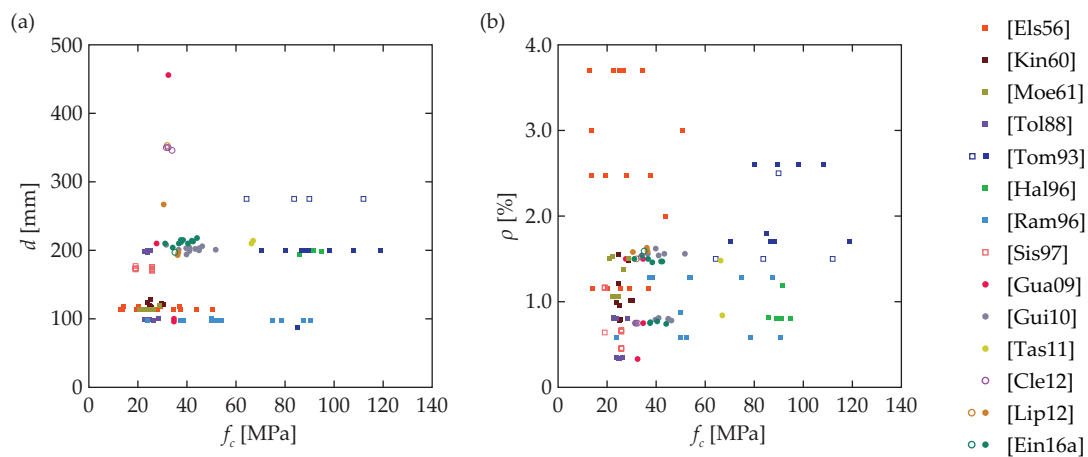 (a)
500
400
300
200
100
0
d [mm]
0 20 40 60 80 100 120 140
f_c [MPa]
(b)
4.0
3.0
2.0
1.0
0
ρ [%]
0 20 40 60 80 100 120 140
f_c [MPa]
[Els56]
[Kin60]
[Moe61]
[Tol88]
[Tom93]
[Hal96]
[Ram96]
[Sis97]
[Gua09]
[Gui10]
[Tas11]
[Cle12]
[Lip12]
[Ein16a]